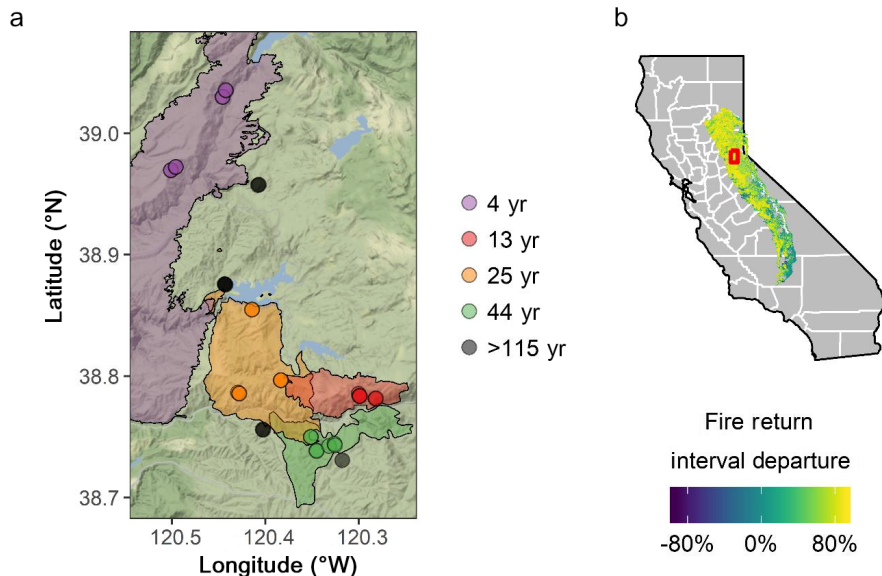 a
39.0
38.9
38.8
38.7
Latitude (°N)
120.5
120.4
120.3
Longitude (°W)
4 yr
13 yr
25 yr
44 yr
>115 yr
b
Fire return
interval departure
-80%
0%
80%